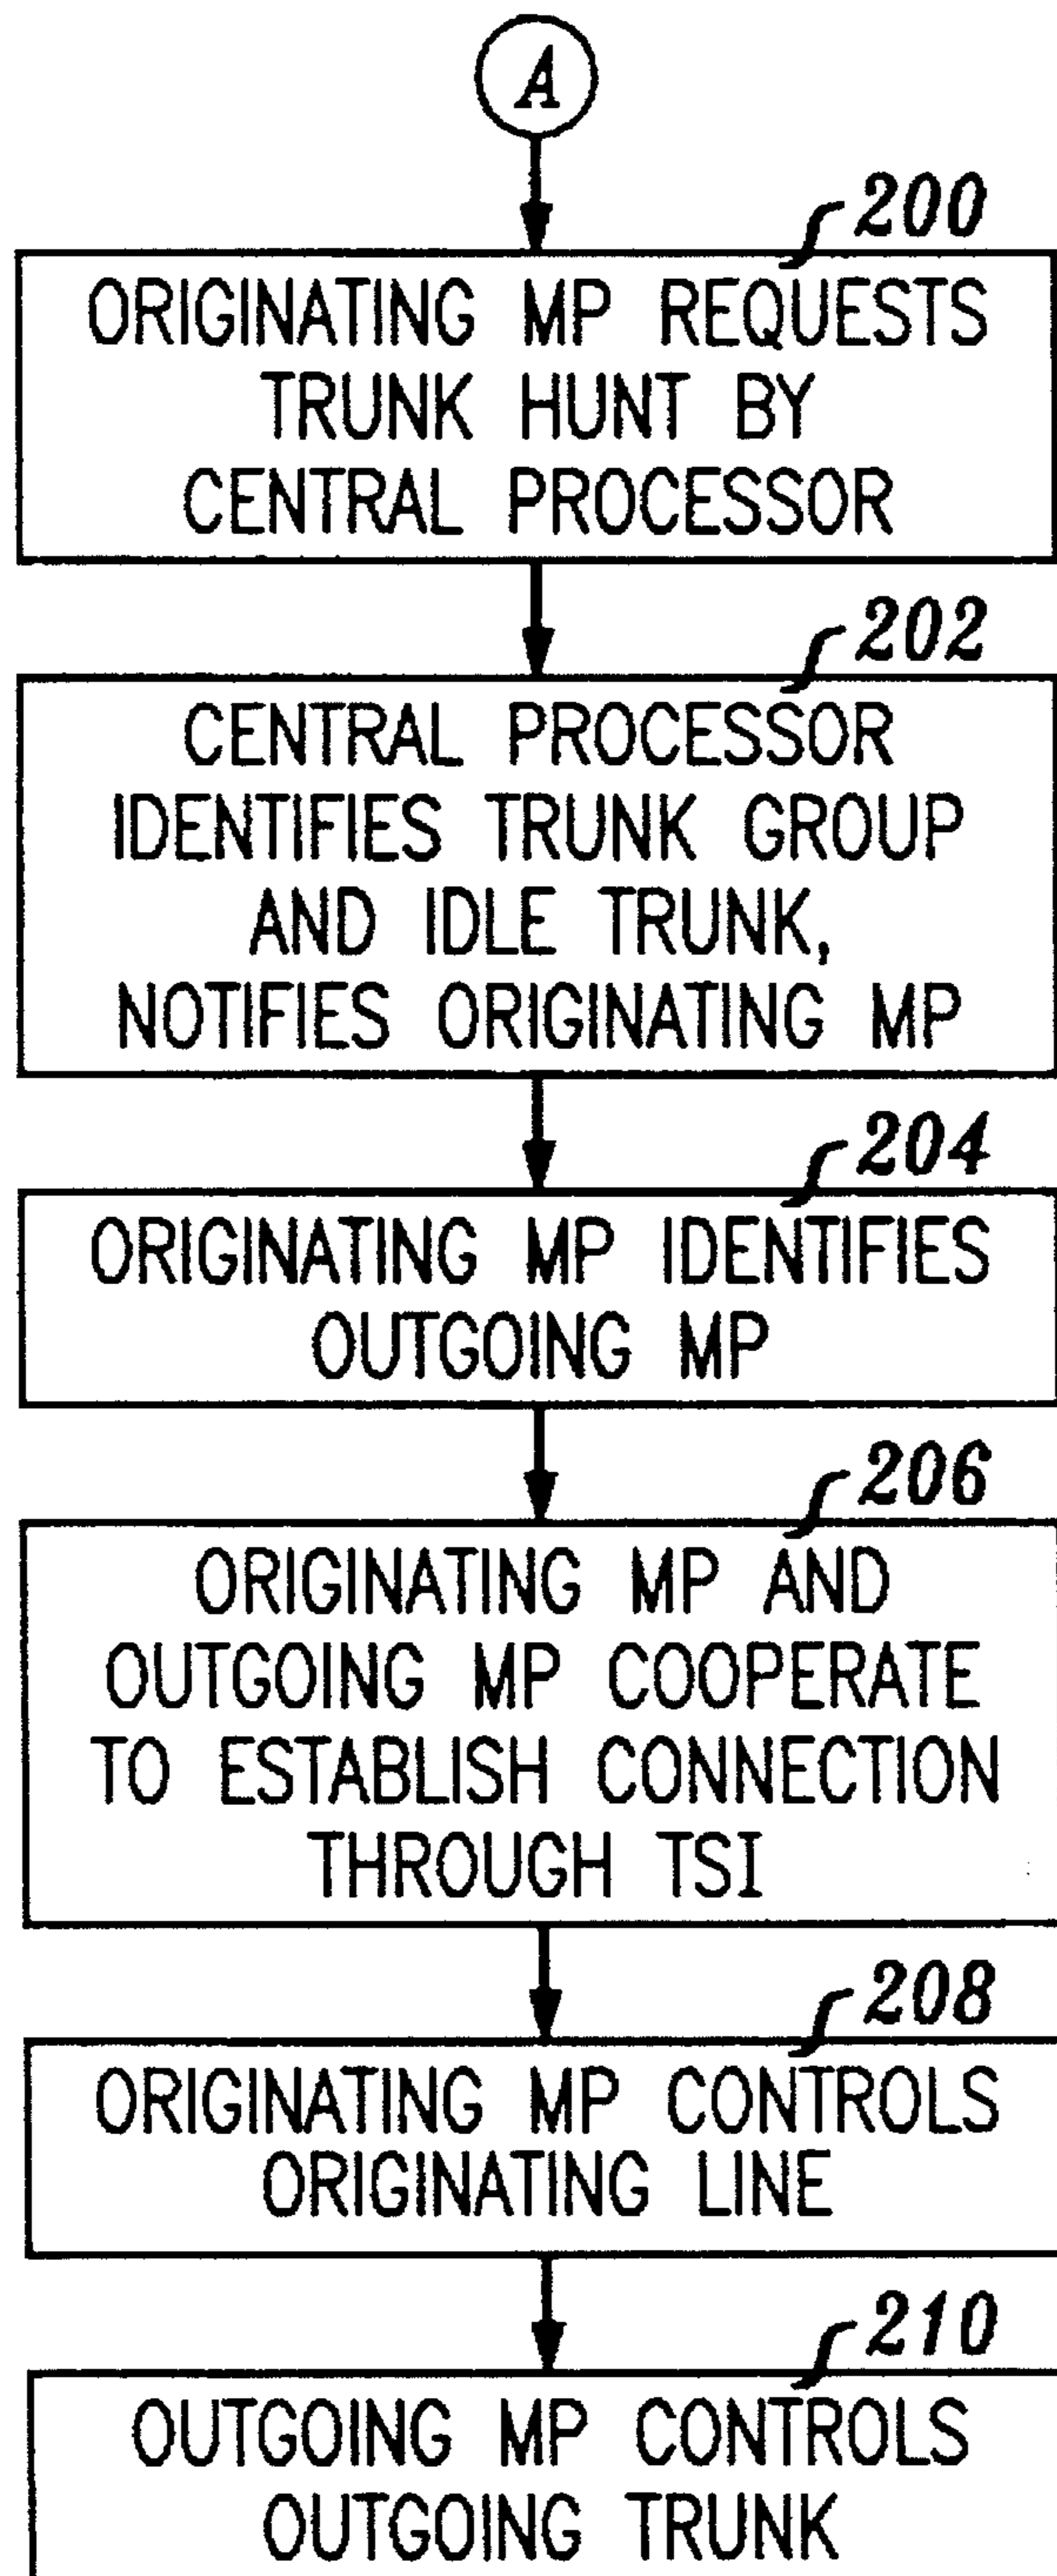 A
200
ORIGINATING MP REQUESTS
TRUNK HUNT BY
CENTRAL PROCESSOR
202
CENTRAL PROCESSOR
IDENTIFIES TRUNK GROUP
AND IDLE TRUNK,
NOTIFIES ORIGINATING MP
204
ORIGINATING MP IDENTIFIES
OUTGOING MP
206
ORIGINATING MP AND
OUTGOING MP COOPERATE
TO ESTABLISH CONNECTION
THROUGH TSI
208
ORIGINATING MP CONTROLS
ORIGINATING LINE
210
OUTGOING MP CONTROLS
OUTGOING TRUNK